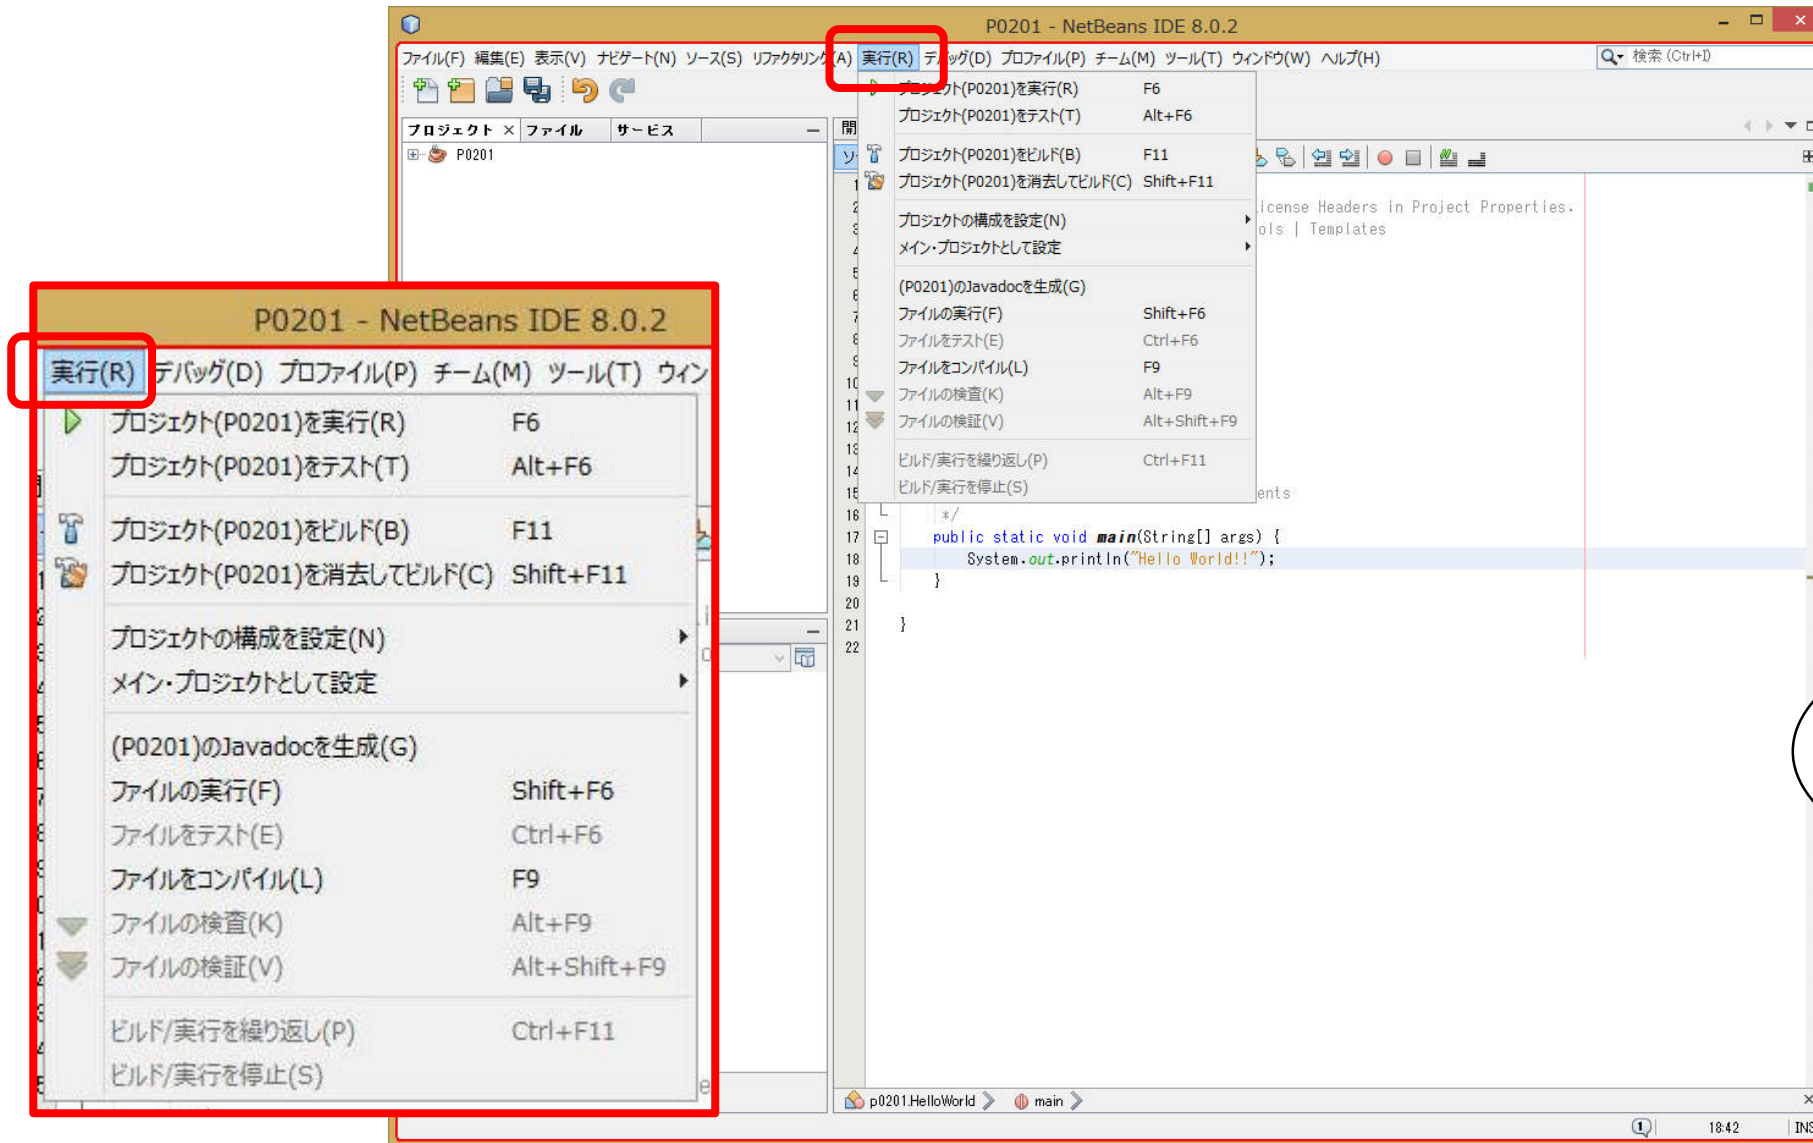 P0201 - NetBeans IDE 8.0.2
ファイル(F) 編集(E) 表示(V) ナビゲート(N) ソース(S) リファクタリング(A) 実行(R) デバッグ(D) プロファイル(P) チーム(M) ツール(T) ウィンドウ(W) ヘルプ(H)
検索 (Ctrl+I)
プロジェクト × ファイル サービス
P0201
プロジェクト(P0201)を実行(R) F6
プロジェクト(P0201)をテスト(T) Alt+F6
プロジェクト(P0201)をビルド(B) F11
プロジェクト(P0201)を消去してビルド(C) Shift+F11
プロジェクトの構成を設定(N)
メイン・プロジェクトとして設定
(P0201)のJavadocを生成(G)
ファイルの実行(F) Shift+F6
ファイルをテスト(E) Ctrl+F6
ファイルをコンパイル(L) F9
ファイルの検査(K) Alt+F9
ファイルの検証(V) Alt+Shift+F9
ビルド/実行を繰り返し(P) Ctrl+F11
ビルド/実行を停止(S)
icense Headers in Project Properties.
ols | Templates
ents
16 */
17 public static void main(String[] args) {
18 System.out.println("Hello World!!");
19 }
20
21 }
22
p0201.HelloWorld main
18:42 INS
P0201 - NetBeans IDE 8.0.2
実行(R) デバッグ(D) プロファイル(P) チーム(M) ツール(T) ウィン
プロジェクト(P0201)を実行(R) F6
プロジェクト(P0201)をテスト(T) Alt+F6
プロジェクト(P0201)をビルド(B) F11
プロジェクト(P0201)を消去してビルド(C) Shift+F11
プロジェクトの構成を設定(N)
メイン・プロジェクトとして設定
(P0201)のJavadocを生成(G)
ファイルの実行(F) Shift+F6
ファイルをテスト(E) Ctrl+F6
ファイルをコンパイル(L) F9
ファイルの検査(K) Alt+F9
ファイルの検証(V) Alt+Shift+F9
ビルド/実行を繰り返し(P) Ctrl+F11
ビルド/実行を停止(S)